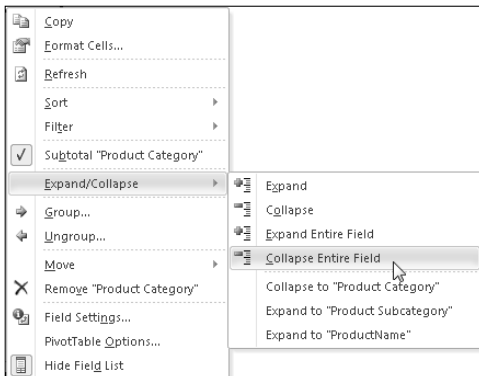 Copy
Format Cells...
Refresh
Sort
Filter
Subtotal "Product Category"
Expand/Collapse
Group...
Ungroup...
Move
Remove "Product Category"
Field Settings...
PivotTable Options...
Hide Field List
Expand
Collapse
Expand Entire Field
Collapse Entire Field
Collapse to "Product Category"
Expand to "Product Subcategory"
Expand to "ProductName"